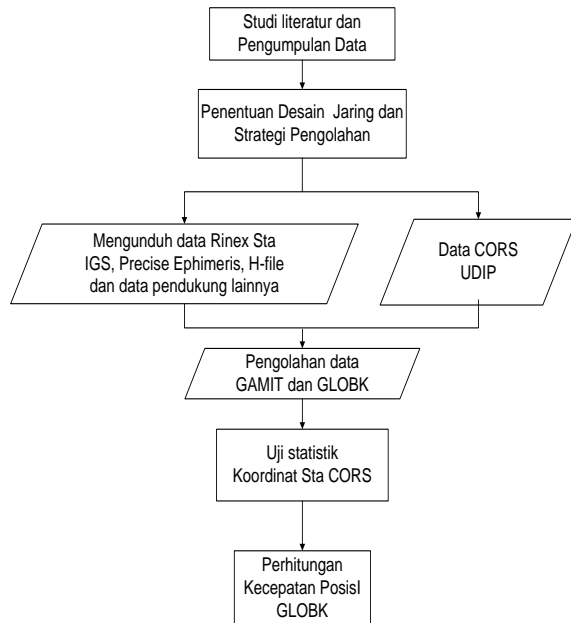 Studi literatur dan
Pengumpulan Data
Penentuan Desain Jaring dan
Strategi Pengolahan
Mengunduh data Rinex Sta
IGS, Precise Ephimeris, H-file
dan data pendukung lainnya
Data CORS
UDIP
Pengolahan data
GAMIT dan GLOBK
Uji statistik
Koordinat Sta CORS
Perhitungan
Kecepatan PosisI
GLOBK